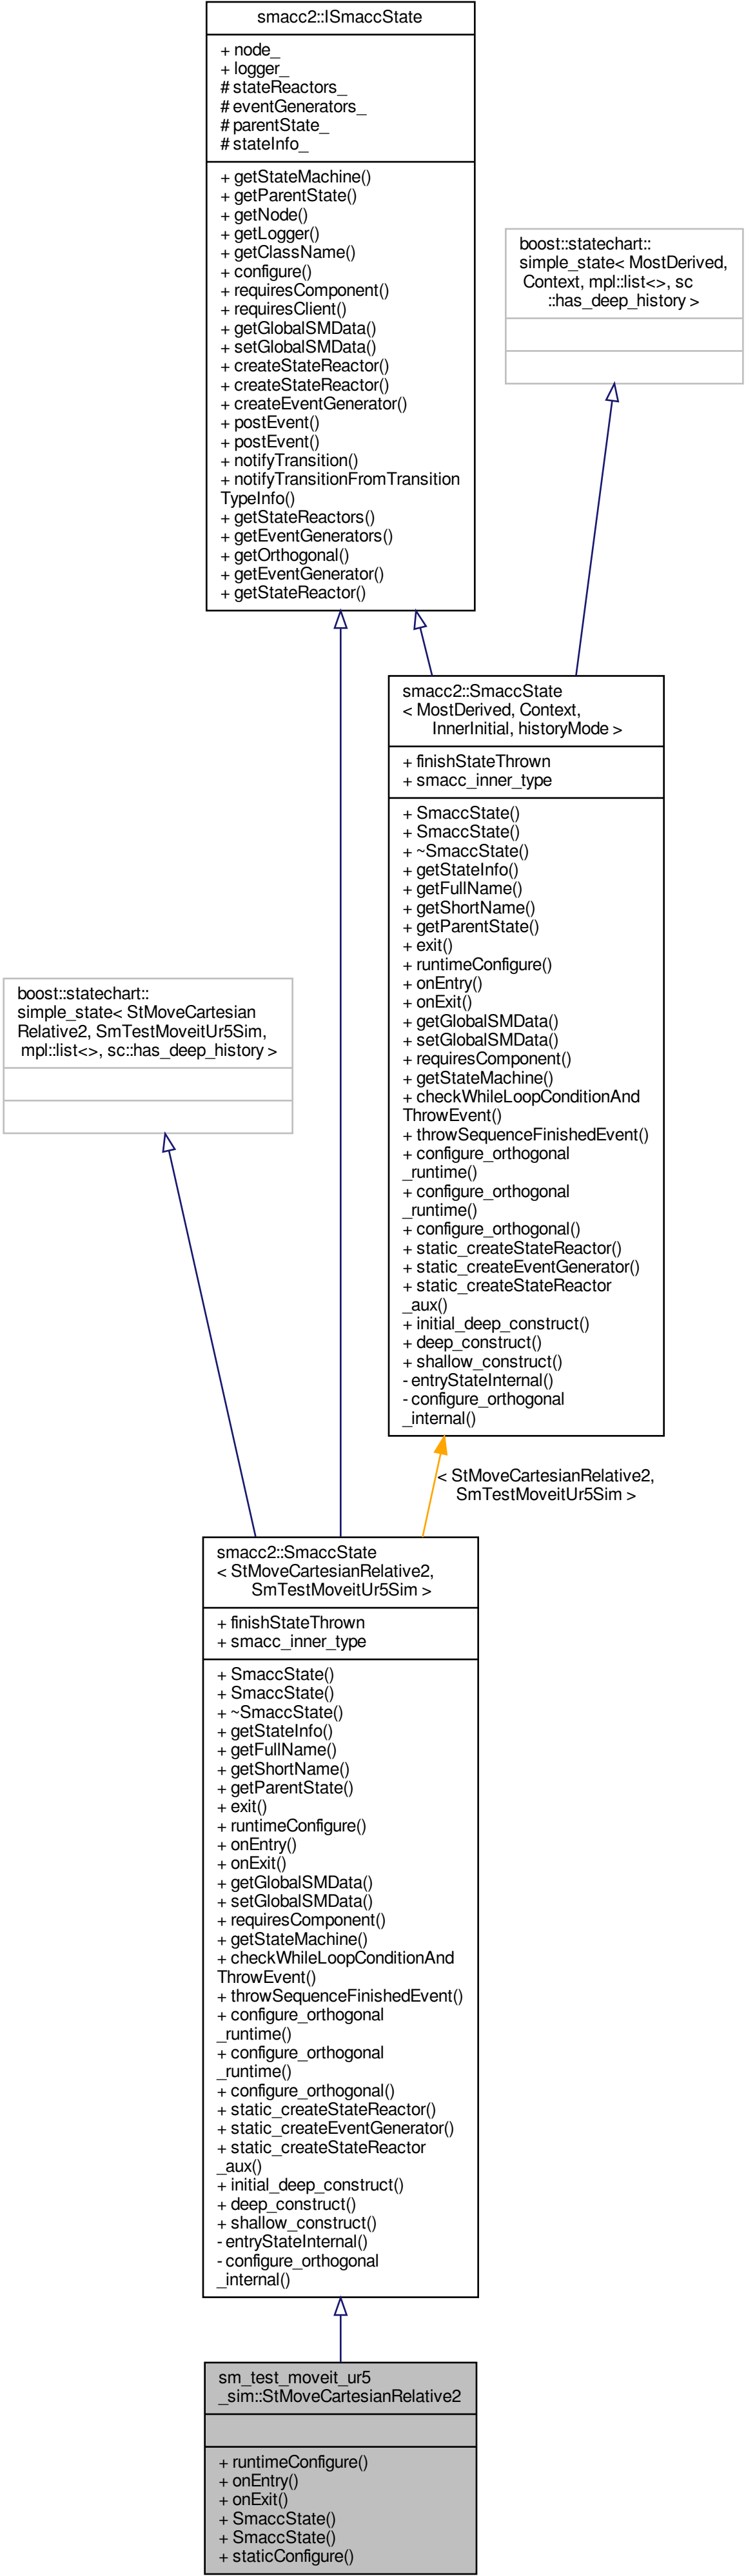 smacc2::ISmaccState
+ node_
+ logger_
# stateReactors_
# eventGenerators_
# parentState_
# stateInfo_
+ getStateMachine()
+ getParentState()
+ getNode()
+ getLogger()
+ getClassName()
+ configure()
+ requiresComponent()
+ requiresClient()
+ getGlobalSMData()
+ setGlobalSMData()
+ createStateReactor()
+ createStateReactor()
+ createEventGenerator()
+ postEvent()
+ postEvent()
+ notifyTransition()
+ notifyTransitionFromTransition
TypeInfo()
+ getStateReactors()
+ getEventGenerators()
+ getOrthogonal()
+ getEventGenerator()
+ getStateReactor()
boost::statechart::
simple_state< MostDerived,
Context, mpl::list<>, sc
::has_deep_history >
smacc2::SmaccState
< MostDerived, Context,
InnerInitial, historyMode >
+ finishStateThrown
+ smacc_inner_type
+ SmaccState()
+ SmaccState()
+ ~SmaccState()
+ getStateInfo()
+ getFullName()
+ getShortName()
+ getParentState()
+ exit()
+ runtimeConfigure()
+ onEntry()
+ onExit()
+ getGlobalSMData()
+ setGlobalSMData()
+ requiresComponent()
+ getStateMachine()
+ checkWhileLoopConditionAnd
ThrowEvent()
+ throwSequenceFinishedEvent()
+ configure_orthogonal
_runtime()
+ configure_orthogonal
_runtime()
+ configure_orthogonal()
+ static_createStateReactor()
+ static_createEventGenerator()
+ static_createStateReactor
_aux()
+ initial_deep_construct()
+ deep_construct()
+ shallow_construct()
- entryStateInternal()
- configure_orthogonal
_internal()
boost::statechart::
simple_state< StMoveCartesian
Relative2, SmTestMoveitUr5Sim,
mpl::list<>, sc::has_deep_history >
< StMoveCartesianRelative2,
SmTestMoveitUr5Sim >
smacc2::SmaccState
< StMoveCartesianRelative2,
SmTestMoveitUr5Sim >
+ finishStateThrown
+ smacc_inner_type
+ SmaccState()
+ SmaccState()
+ ~SmaccState()
+ getStateInfo()
+ getFullName()
+ getShortName()
+ getParentState()
+ exit()
+ runtimeConfigure()
+ onEntry()
+ onExit()
+ getGlobalSMData()
+ setGlobalSMData()
+ requiresComponent()
+ getStateMachine()
+ checkWhileLoopConditionAnd
ThrowEvent()
+ throwSequenceFinishedEvent()
+ configure_orthogonal
_runtime()
+ configure_orthogonal
_runtime()
+ configure_orthogonal()
+ static_createStateReactor()
+ static_createEventGenerator()
+ static_createStateReactor
_aux()
+ initial_deep_construct()
+ deep_construct()
+ shallow_construct()
- entryStateInternal()
- configure_orthogonal
_internal()
sm_test_moveit_ur5
_sim::StMoveCartesianRelative2
+ runtimeConfigure()
+ onEntry()
+ onExit()
+ SmaccState()
+ SmaccState()
+ staticConfigure()